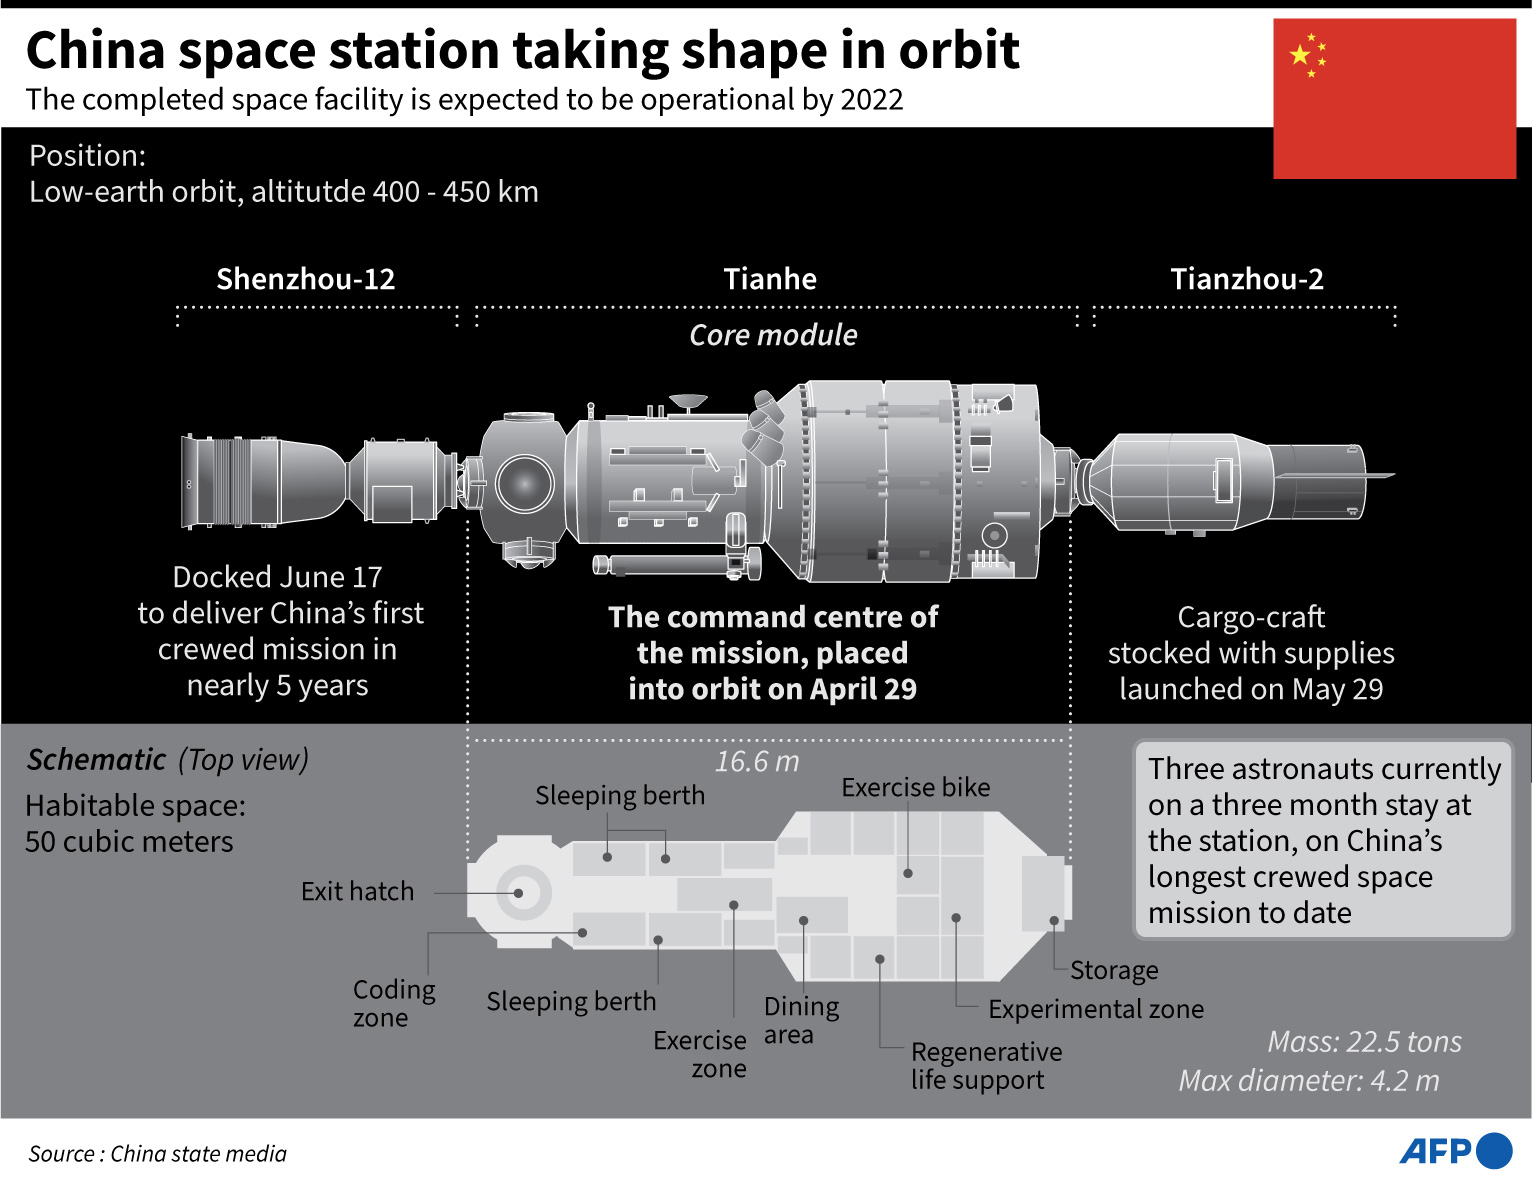 China space station taking shape in orbit
The completed space facility is expected to be operational by 2022
Position:
Low-earth orbit, altitutde 400 - 450 km
Shenzhou-12
Tianhe
Tianzhou-2
Core module
Docked June 17
to deliver China’s first
crewed mission in
nearly 5 years
The command centre of
the mission, placed
into orbit on April 29
Cargo-craft
stocked with supplies
launched on May 29
Schematic (Top view)
Habitable space:
50 cubic meters
16.6 m
Sleeping berth
Exercise bike
Exit hatch
Coding
zone
Sleeping berth
Exercise
zone
Dining
area
Regenerative
life support
Experimental zone
Storage
Three astronauts currently
on a three month stay at
the station, on China’s
longest crewed space
mission to date
Mass: 22.5 tons
Max diameter: 4.2 m
Source : China state media
AFP